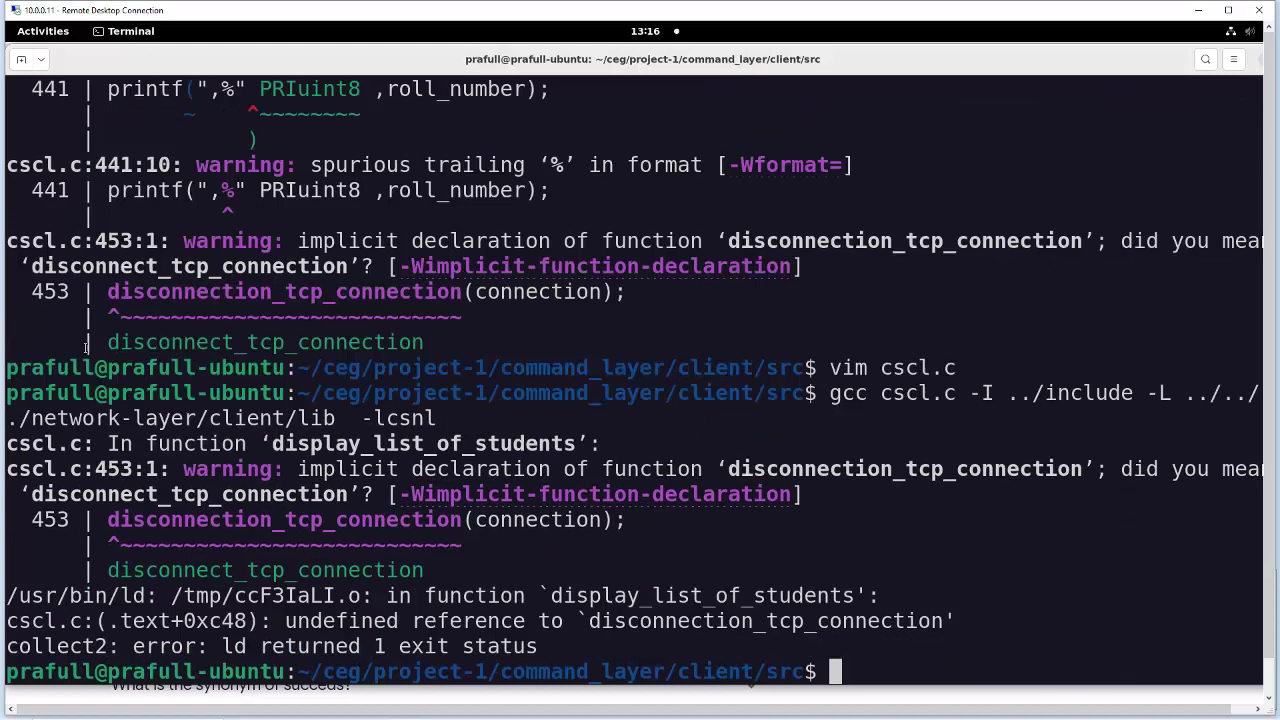 10.0.0.11 - Remote Desktop Connection
Activities Terminal 13:16
prafull@prafull-ubuntu: ~/ceg/project-1/command_layer/client/src
441 | printf(",%" PRIuint8 ,roll_number);
| ~ ^~~~~~~~~
| )
cscl.c:441:10: warning: spurious trailing ‘%’ in format [-Wformat=]
441 | printf(",%" PRIuint8 ,roll_number);
| ^
cscl.c:453:1: warning: implicit declaration of function ‘disconnection_tcp_connection’; did you mean
‘disconnect_tcp_connection’? [-Wimplicit-function-declaration]
453 | disconnection_tcp_connection(connection);
| ^~~~~~~~~~~~~~~~~~~~~~~~~~~~
| disconnect_tcp_connection
prafull@prafull-ubuntu:~/ceg/project-1/command_layer/client/src$ vim cscl.c
prafull@prafull-ubuntu:~/ceg/project-1/command_layer/client/src$ gcc cscl.c -I ../include -L ../../.
./network-layer/client/lib -lcsnl
cscl.c: In function ‘display_list_of_students’:
cscl.c:453:1: warning: implicit declaration of function ‘disconnection_tcp_connection’; did you mean
‘disconnect_tcp_connection’? [-Wimplicit-function-declaration]
453 | disconnection_tcp_connection(connection);
| ^~~~~~~~~~~~~~~~~~~~~~~~~~~~
| disconnect_tcp_connection
/usr/bin/ld: /tmp/ccF3IaLI.o: in function `display_list_of_students':
cscl.c:(.text+0xc48): undefined reference to `disconnection_tcp_connection'
collect2: error: ld returned 1 exit status
prafull@prafull-ubuntu:~/ceg/project-1/command_layer/client/src$
What is the synonym of succeds?